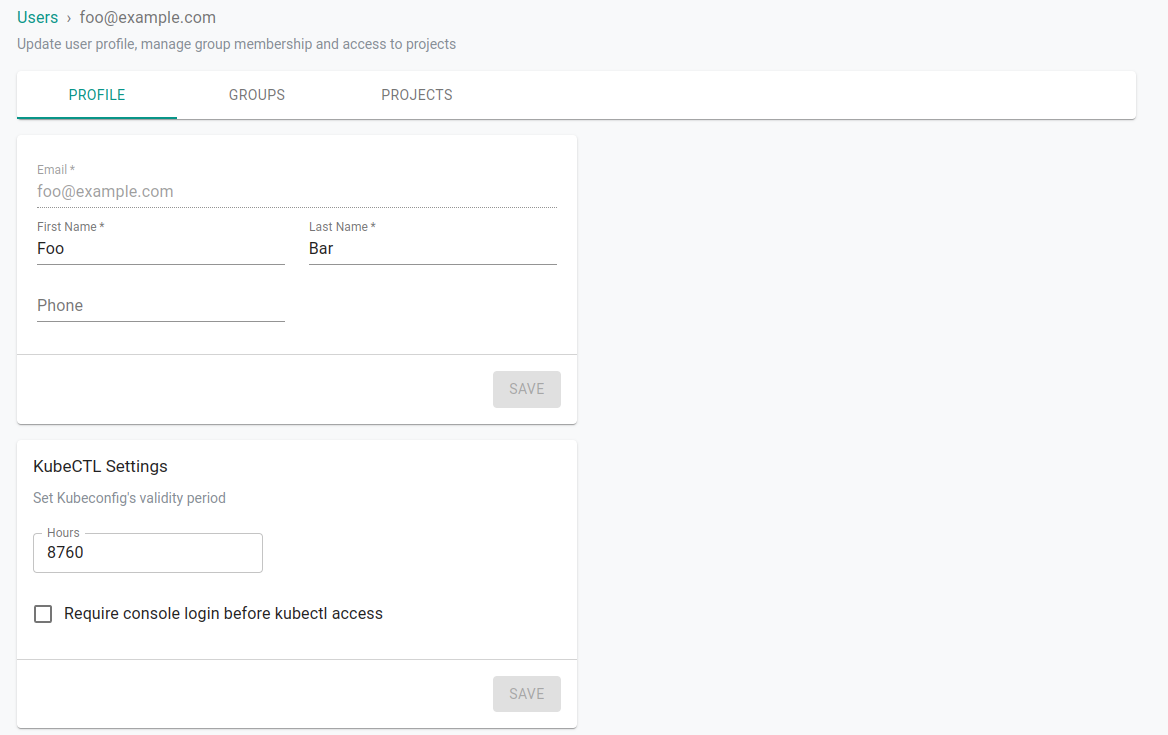 Users › foo@example.com
Update user profile, manage group membership and access to projects
PROFILE GROUPS PROJECTS
Email *
foo@example.com
First Name * Last Name *
Foo Bar
Phone
SAVE
KubeCTL Settings
Set Kubeconfig's validity period
Hours
8760
Require console login before kubectl access
SAVE